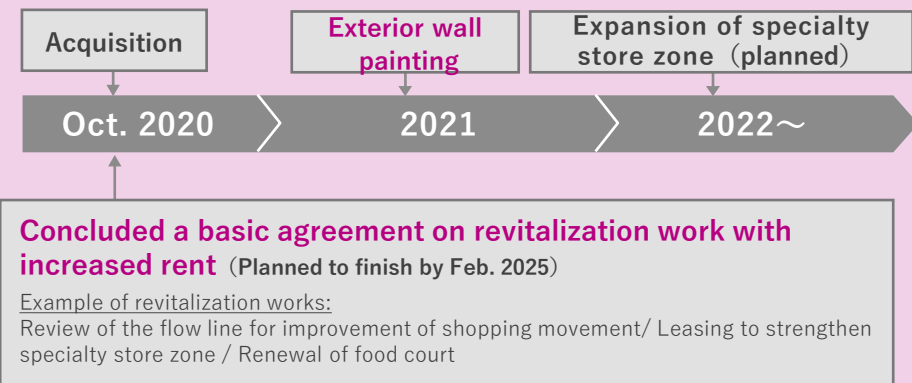 Acquisition
Exterior wall
painting
Expansion of specialty
store zone（planned）
Oct. 2020
2021
2022～
Concluded a basic agreement on revitalization work with
increased rent（Planned to finish by Feb. 2025）
Example of revitalization works:
Review of the flow line for improvement of shopping movement/ Leasing to strengthen
specialty store zone / Renewal of food court